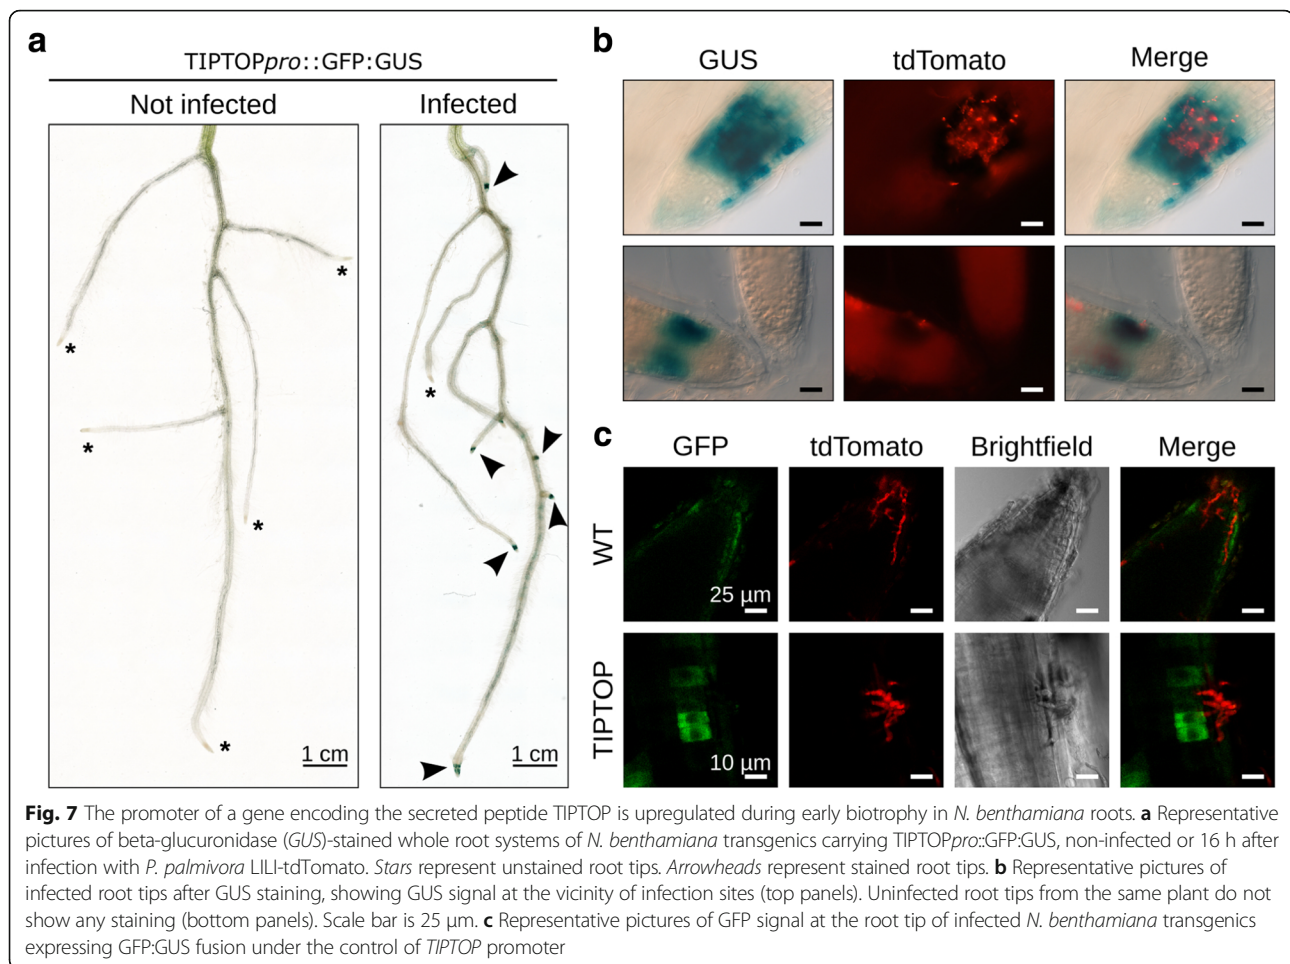 a
TIPTOPpro::GFP:GUS
Not infected
Infected
*
*
*
*
*
1 cm
*
1 cm
b
GUS
tdTomato
Merge
c
GFP
tdTomato
Brightfield
Merge
WT
25 µm
TIPTOP
10 µm
Fig. 7 The promoter of a gene encoding the secreted peptide TIPTOP is upregulated during early biotrophy in N. benthamiana roots. a Representative
pictures of beta-glucuronidase (GUS)-stained whole root systems of N. benthamiana transgenics carrying TIPTOPpro::GFP:GUS, non-infected or 16 h after
infection with P. palmivora LILI-tdTomato. Stars represent unstained root tips. Arrowheads represent stained root tips. b Representative pictures of
infected root tips after GUS staining, showing GUS signal at the vicinity of infection sites (top panels). Uninfected root tips from the same plant do not
show any staining (bottom panels). Scale bar is 25 µm. c Representative pictures of GFP signal at the root tip of infected N. benthamiana transgenics
expressing GFP:GUS fusion under the control of TIPTOP promoter